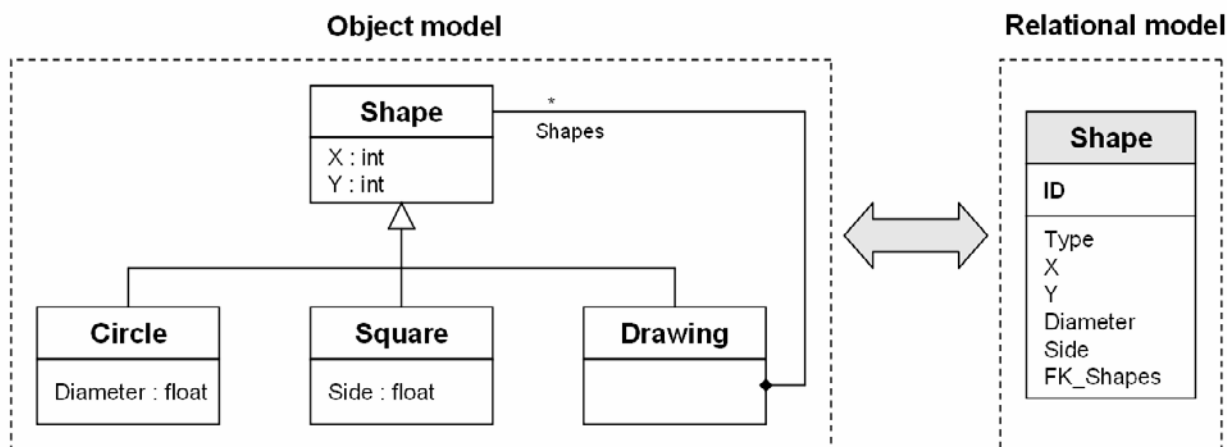 Object model
Relational model
Shape
X : int
Y : int
*
Shapes
Circle
Diameter : float
Square
Side : float
Drawing
Shape
ID
Type
X
Y
Diameter
Side
FK_Shapes